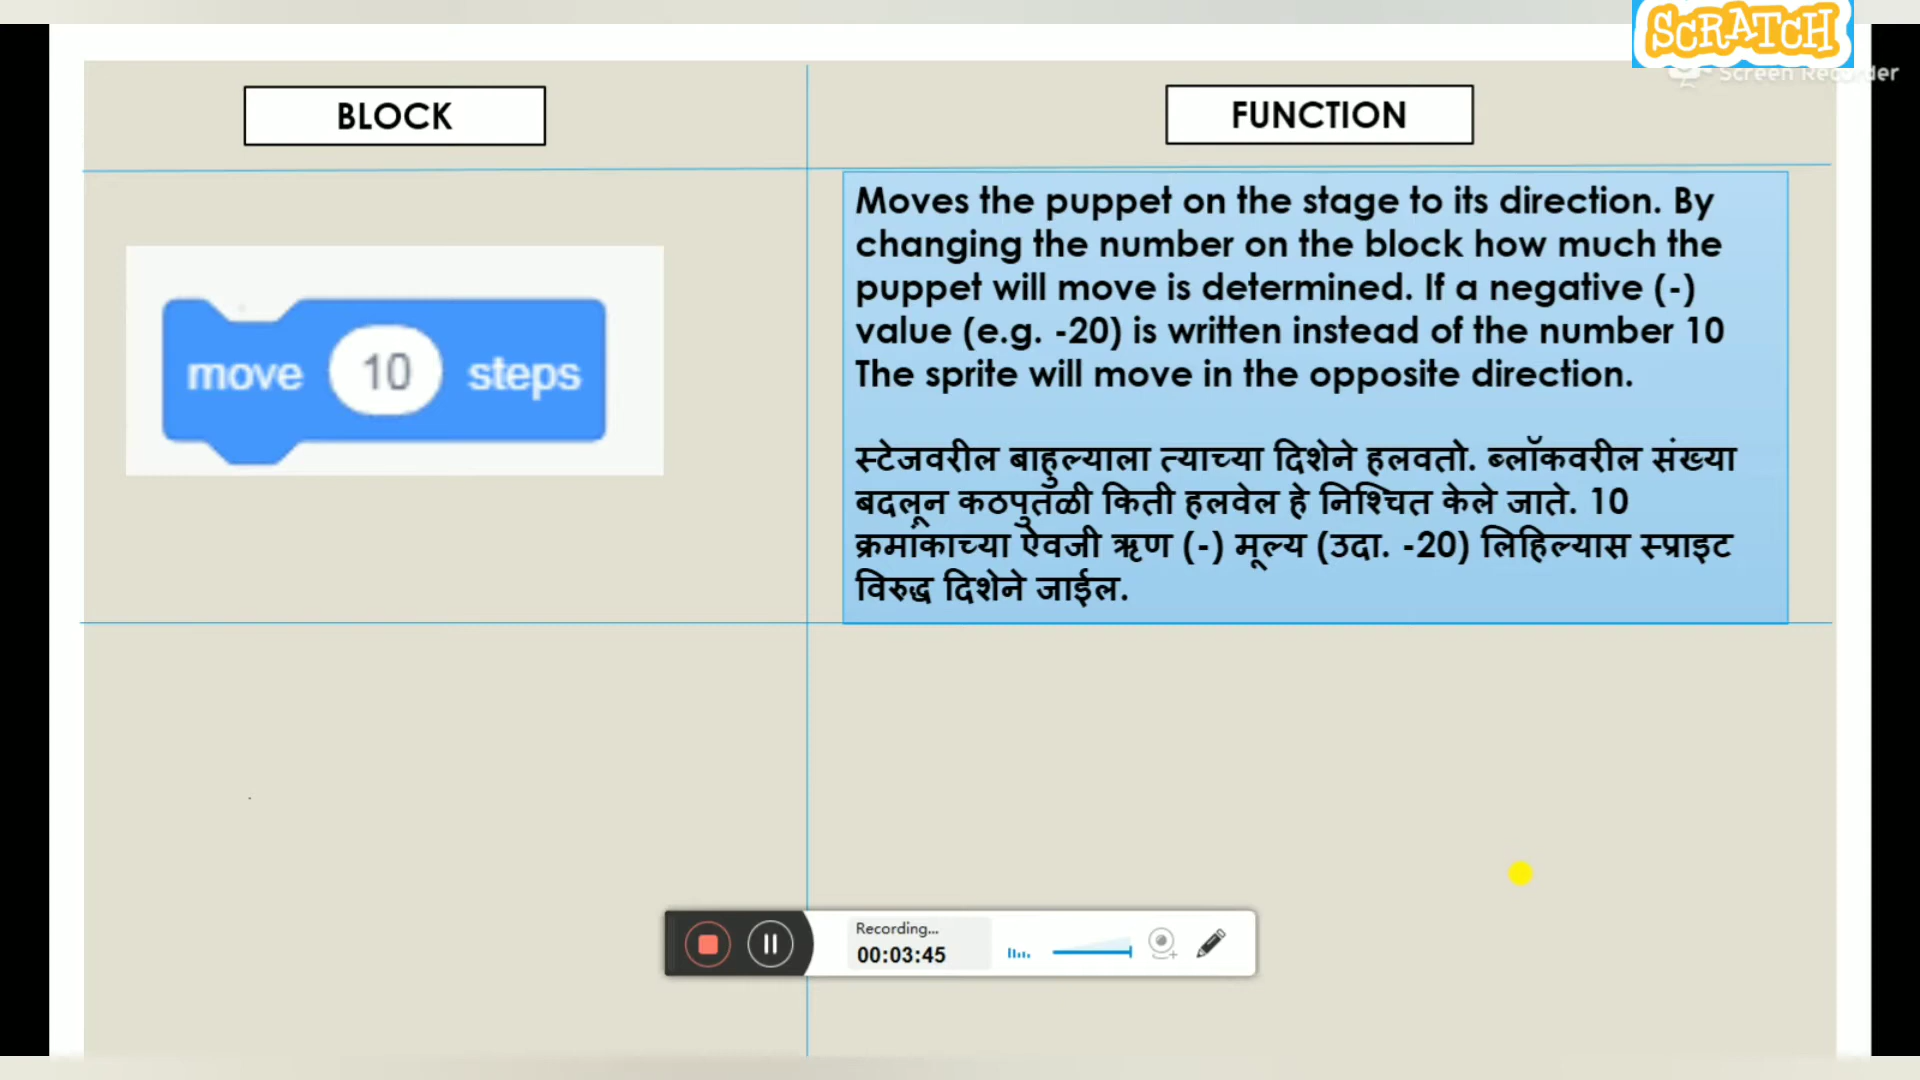 SCRATCH
Screen Recorder
BLOCK
FUNCTION
move 10 steps
Moves the puppet on the stage to its direction. By
changing the number on the block how much the
puppet will move is determined. If a negative (-)
value (e.g. -20) is written instead of the number 10
The sprite will move in the opposite direction.
स्टेजवरील बाहुल्याला त्याच्या दिशेने हलवतो. ब्लॉकवरील संख्या
बदलून कठपुतळी किती हलवेल हे निश्चित केले जाते. 10
क्रमांकाच्या ऐवजी ऋण (-) मूल्य (उदा. -20) लिहिल्यास स्प्राइट
विरुद्ध दिशेने जाईल.
Recording...
00:03:45